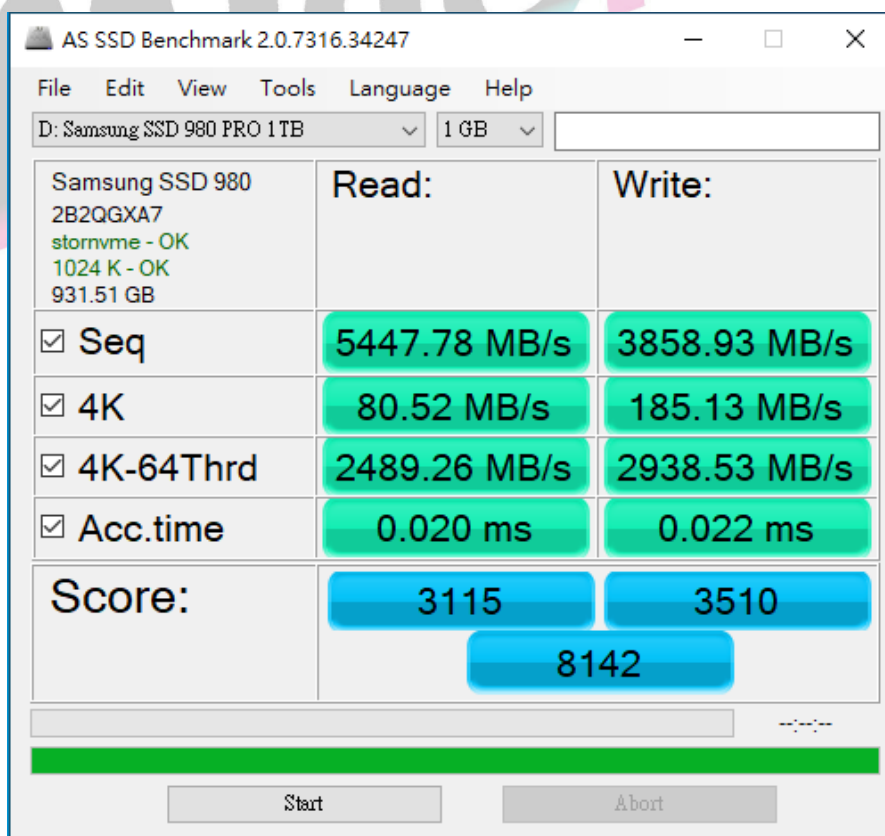 AS SSD Benchmark 2.0.7316.34247
File Edit View Tools Language Help
D: Samsung SSD 980 PRO 1TB 1 GB
Samsung SSD 980
2B2QGXA7
stornvme - OK
1024 K - OK
931.51 GB
Read: Write:
Seq 5447.78 MB/s 3858.93 MB/s
4K 80.52 MB/s 185.13 MB/s
4K-64Thrd 2489.26 MB/s 2938.53 MB/s
Acc.time 0.020 ms 0.022 ms
Score: 3115 3510
8142
--:--:--
Start Abort